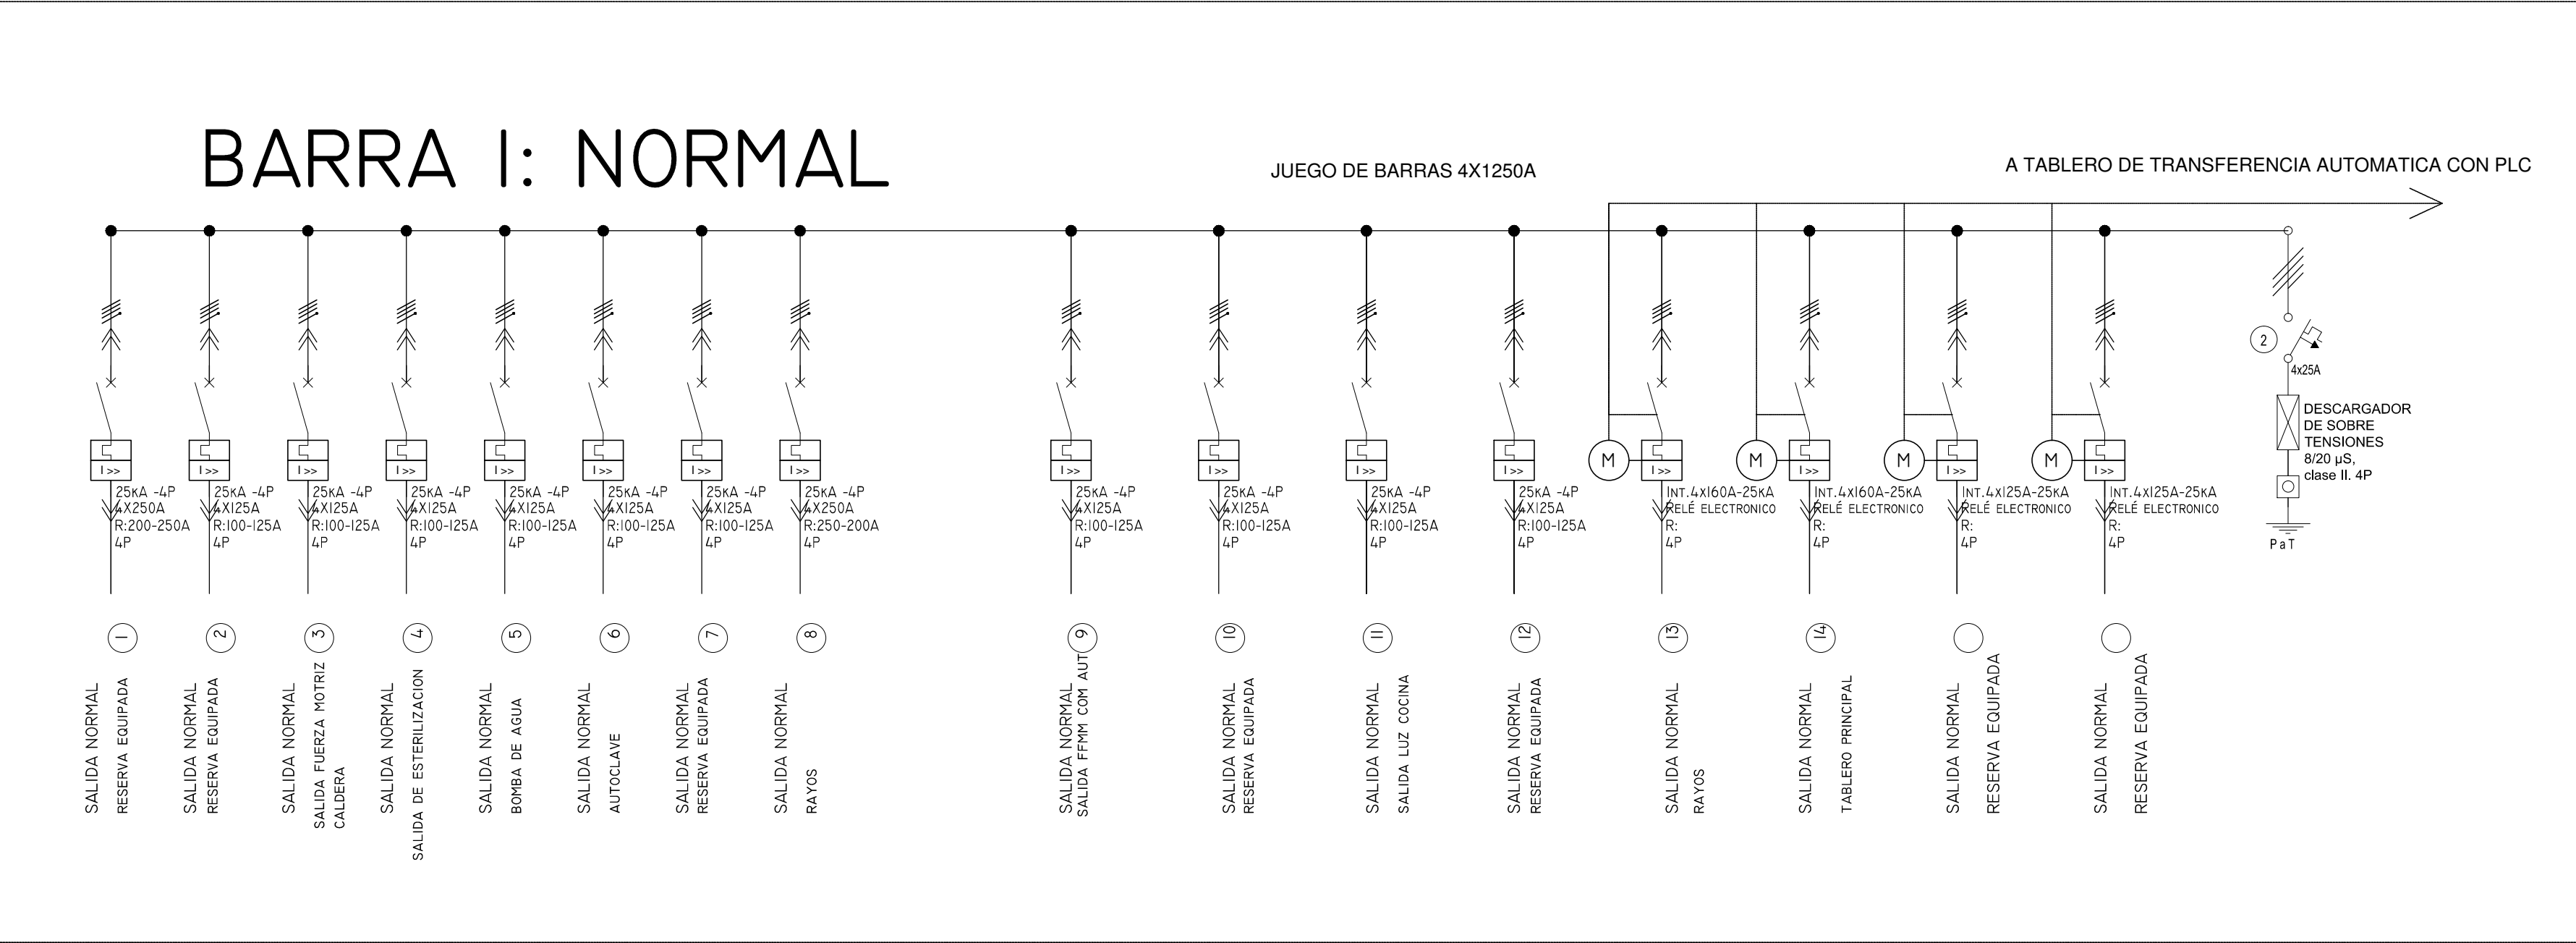 BARRA 1: NORMAL
JUEGO DE BARRAS 4X1250A
A TABLERO DE TRANSFERENCIA AUTOMATICA CON PLC
I >>
25kA -4P
4X250A
R:200-250A
4P
1
SALIDA NORMAL
RESERVA EQUIPADA
I >>
25kA -4P
4X125A
R:100-125A
4P
2
SALIDA NORMAL
RESERVA EQUIPADA
I >>
25kA -4P
4X125A
R:100-125A
4P
3
SALIDA NORMAL
SALIDA FUERZA MOTRIZ
CALDERA
I >>
25kA -4P
4X125A
R:100-125A
4P
4
SALIDA NORMAL
SALIDA DE ESTERILIZACION
I >>
25kA -4P
4X125A
R:100-125A
4P
5
SALIDA NORMAL
BOMBA DE AGUA
I >>
25kA -4P
4X125A
R:100-125A
4P
6
SALIDA NORMAL
AUTOCLAVE
I >>
25kA -4P
4X125A
R:100-125A
4P
7
SALIDA NORMAL
RESERVA EQUIPADA
I >>
25kA -4P
4X250A
R:250-200A
4P
8
SALIDA NORMAL
RAYOS
I >>
25kA -4P
4X125A
R:100-125A
4P
9
SALIDA NORMAL
SALIDA FFMM COM AUT
I >>
25kA -4P
4X125A
R:100-125A
4P
10
SALIDA NORMAL
RESERVA EQUIPADA
I >>
25kA -4P
4X125A
R:100-125A
4P
11
SALIDA NORMAL
SALIDA LUZ COCINA
I >>
25kA -4P
4X125A
R:100-125A
4P
12
SALIDA NORMAL
RESERVA EQUIPADA
M
I >>
INT.4x160A-25kA
RELÉ ELECTRONICO
R:
4P
13
SALIDA NORMAL
RAYOS
M
I >>
INT.4x160A-25kA
RELÉ ELECTRONICO
R:
4P
14
SALIDA NORMAL
TABLERO PRINCIPAL
M
I >>
INT.4x125A-25kA
RELÉ ELECTRONICO
R:
4P
SALIDA NORMAL
RESERVA EQUIPADA
M
I >>
INT.4x125A-25kA
RELÉ ELECTRONICO
R:
4P
SALIDA NORMAL
RESERVA EQUIPADA
2
4x25A
DESCARGADOR
DE SOBRE
TENSIONES
8/20 µS,
clase II. 4P
PaT